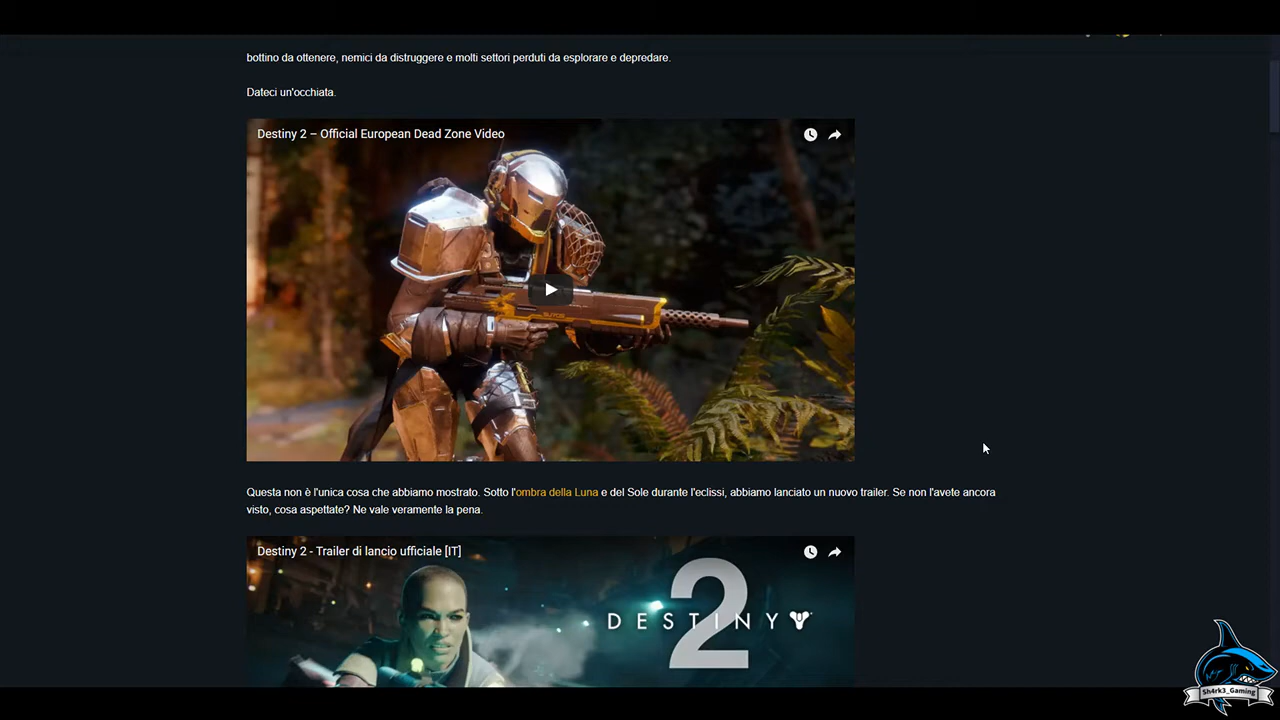 bottino da ottenere, nemici da distruggere e molti settori perduti da esplorare e depredare.
Dateci un'occhiata.
Destiny 2 – Official European Dead Zone Video
SUROS
Questa non è l'unica cosa che abbiamo mostrato. Sotto l'ombra della Luna e del Sole durante l'eclissi, abbiamo lanciato un nuovo trailer. Se non l'avete ancora
visto, cosa aspettate? Ne vale veramente la pena.
Destiny 2 - Trailer di lancio ufficiale [IT]
DESTINY 2
Sh4rk3_Gaming